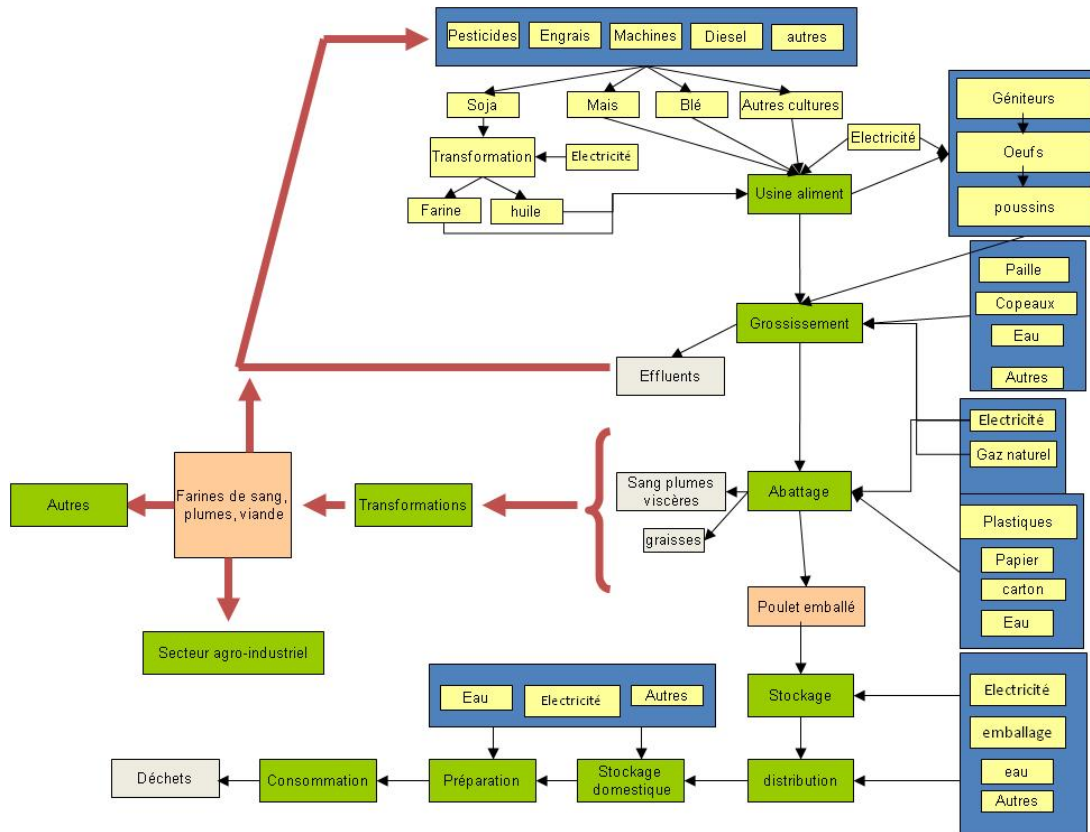 Pesticides
Engrais
Machines
Diesel
autres
Soja
Mais
Blé
Autres cultures
Géniteurs
Transformation
Electricité
Electricité
Oeufs
Farine
huile
Usine aliment
poussins
Paille
Copeaux
Grossissement
Eau
Effluents
Autres
Electricité
Gaz naturel
Autres
Farines de sang,
plumes, viande
Transformations
Sang plumes
viscères
Abattage
graisses
Plastiques
Papier
carton
Poulet emballé
Eau
Secteur agro-industriel
Eau
Electricité
Autres
Stockage
Electricité
emballage
Déchets
Consommation
Préparation
Stockage
domestique
distribution
eau
Autres